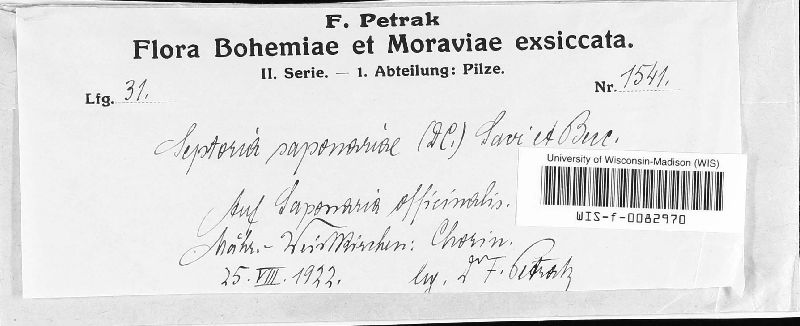 F. Petrak
Flora Bohemiae et Moraviae exsiccata.
II. Serie. — 1. Abteilung: Pilze.
Lfg. 31. Nr. 1541.
Septoria saponariae (DC.) Savi et Becc.
University of Wisconsin-Madison (WIS)
WIS-f-0082970
Auf Saponaria officinalis.
Mähr.-Weisskirchen: Chorin.
25. VIII. 1922. lg. Dr F. Petrak